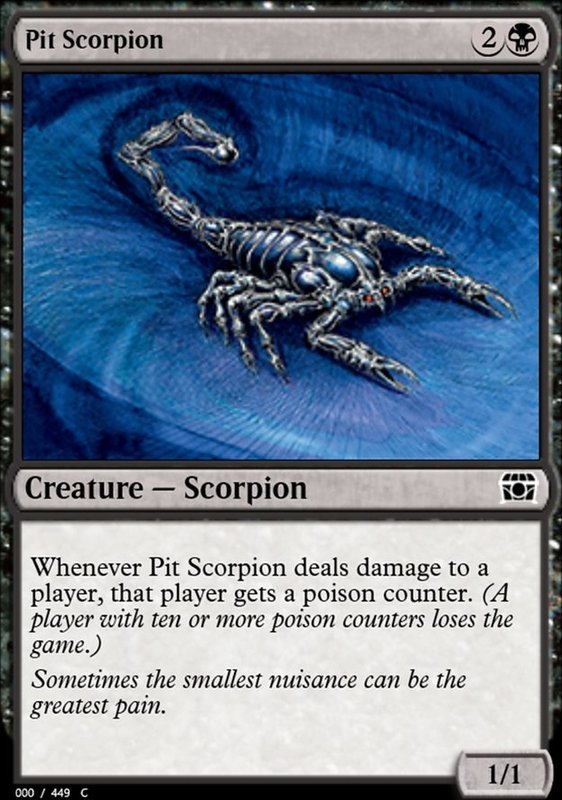 Pit Scorpion 2
Creature — Scorpion
Whenever Pit Scorpion deals damage to a
player, that player gets a poison counter. (A
player with ten or more poison counters loses the
game.)
Sometimes the smallest nuisance can be the
greatest pain.
1/1
000 / 449 C